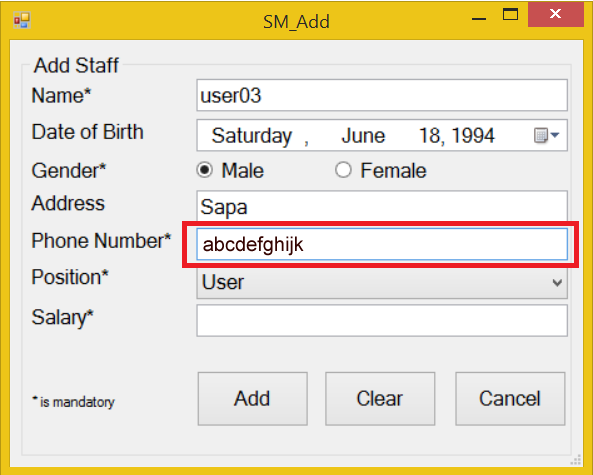 SM_Add
Add Staff
Name* user03
Date of Birth Saturday , June 18, 1994
Gender* Male Female
Address Sapa
Phone Number* abcdefghijk
Position* User
Salary*
* is mandatory Add Clear Cancel